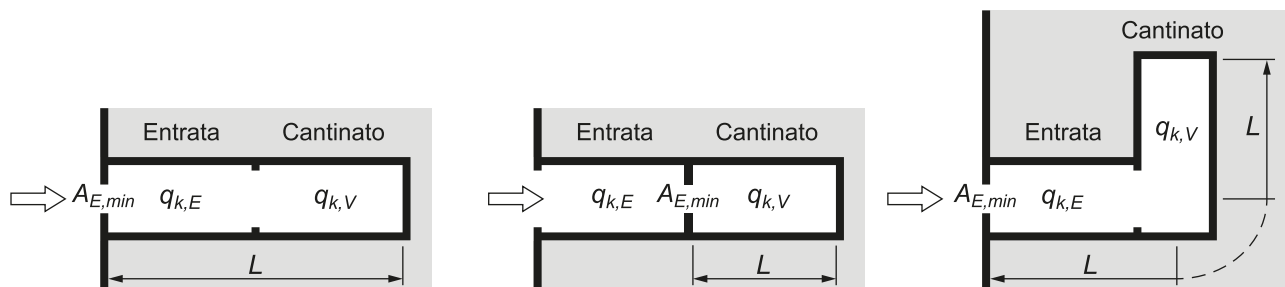 Entrata Cantinato
A_E,min q_k,E q_k,V
L
Entrata Cantinato
q_k,E A_E,min q_k,V
L
Cantinato
Entrata q_k,V L
A_E,min q_k,E
L